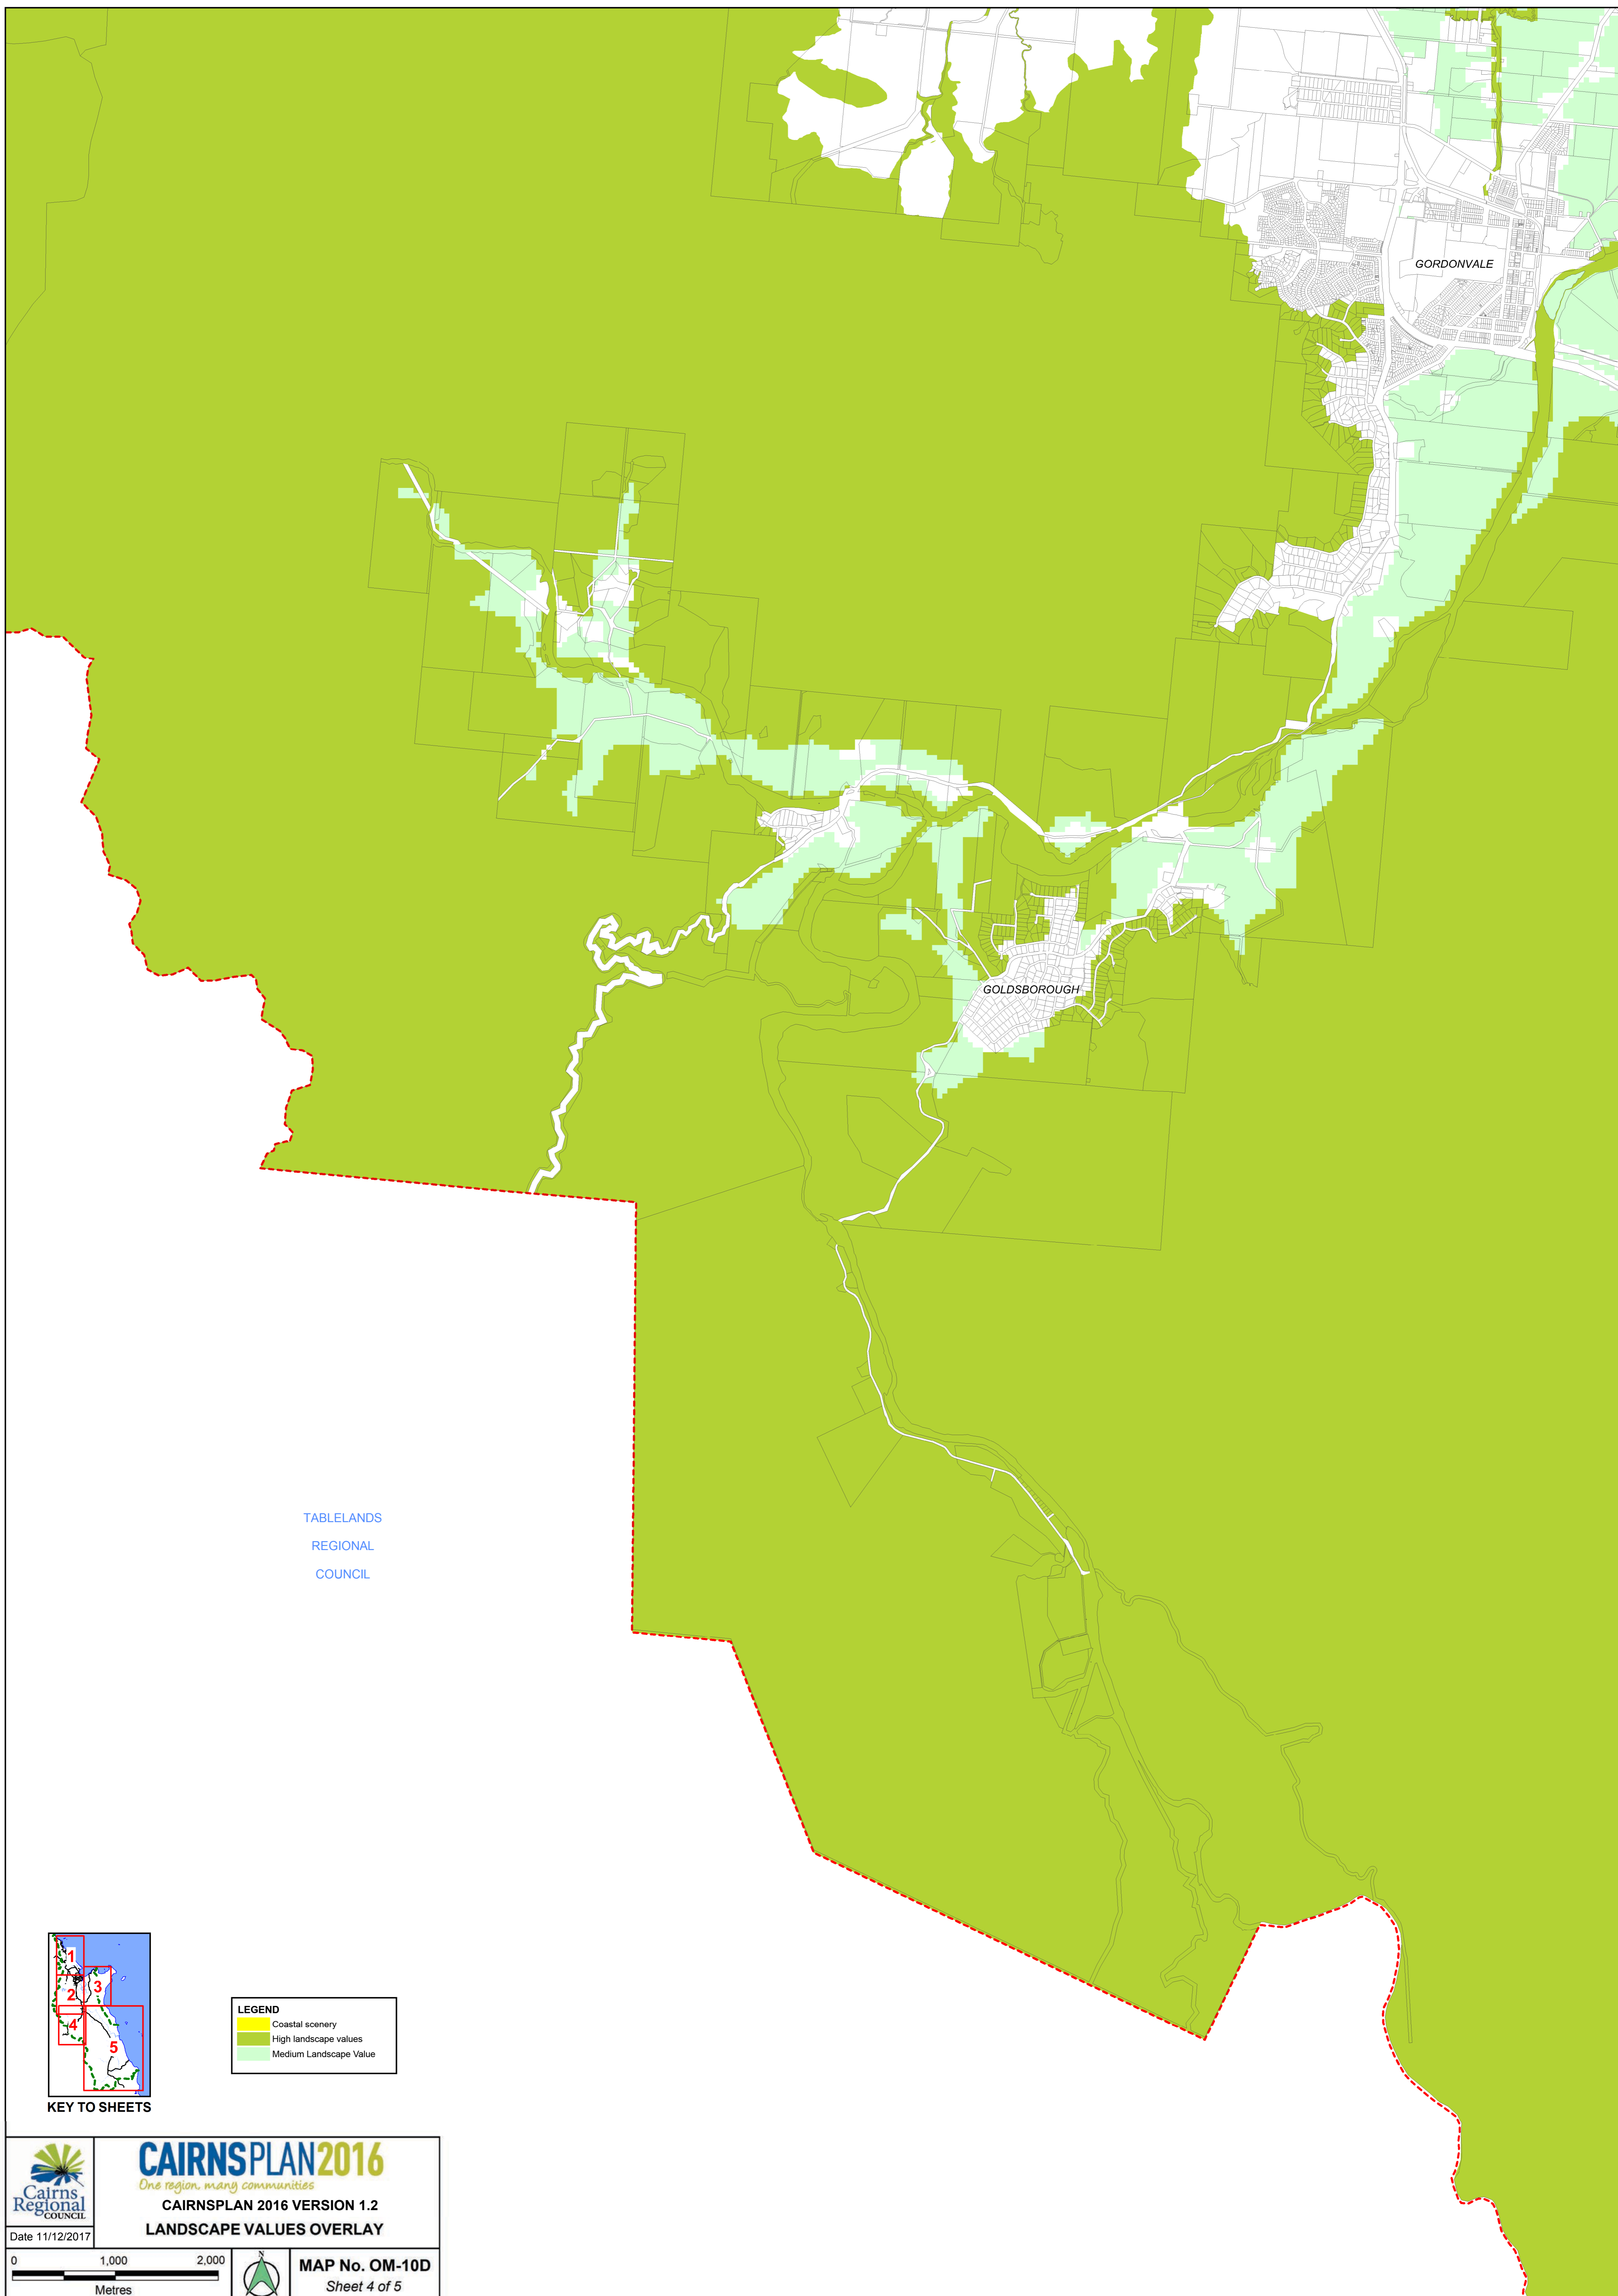 GORDONVALE
GOLDSBOROUGH
TABLELANDS
REGIONAL
COUNCIL
1
2
3
4
5
KEY TO SHEETS
LEGEND
Coastal scenery
High landscape values
Medium Landscape Value
Cairns
Regional
COUNCIL
Date 11/12/2017
CAIRNSPLAN2016
One region, many communities
CAIRNSPLAN 2016 VERSION 1.2
LANDSCAPE VALUES OVERLAY
0 1,000 2,000
Metres
N
MAP No. OM-10D
Sheet 4 of 5